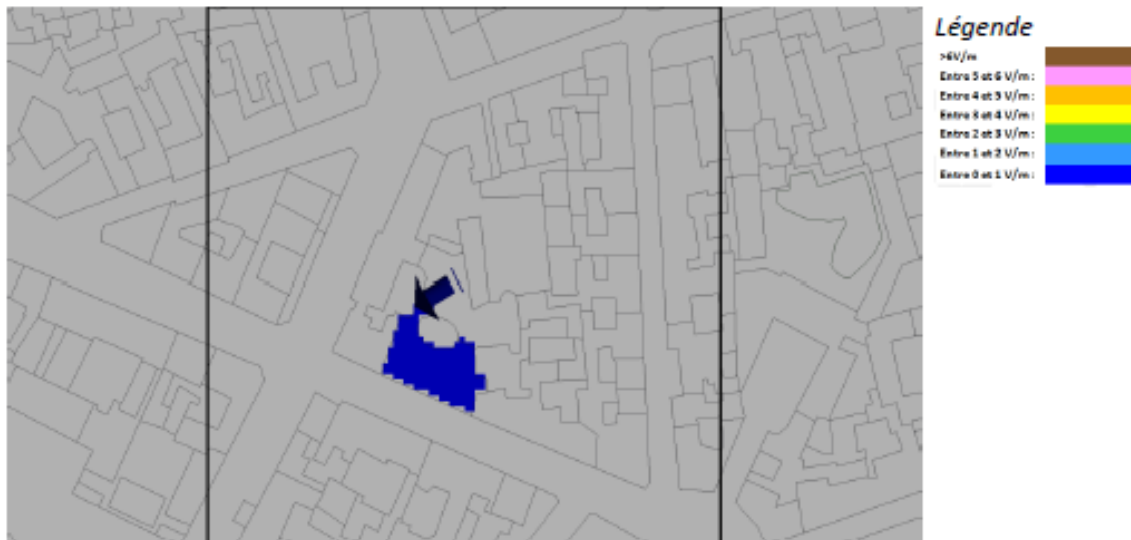 Légende
>6V/m
Entre 5 et 6 V/m :
Entre 4 et 5 V/m :
Entre 3 et 4 V/m :
Entre 2 et 3 V/m :
Entre 1 et 2 V/m :
Entre 0 et 1 V/m :